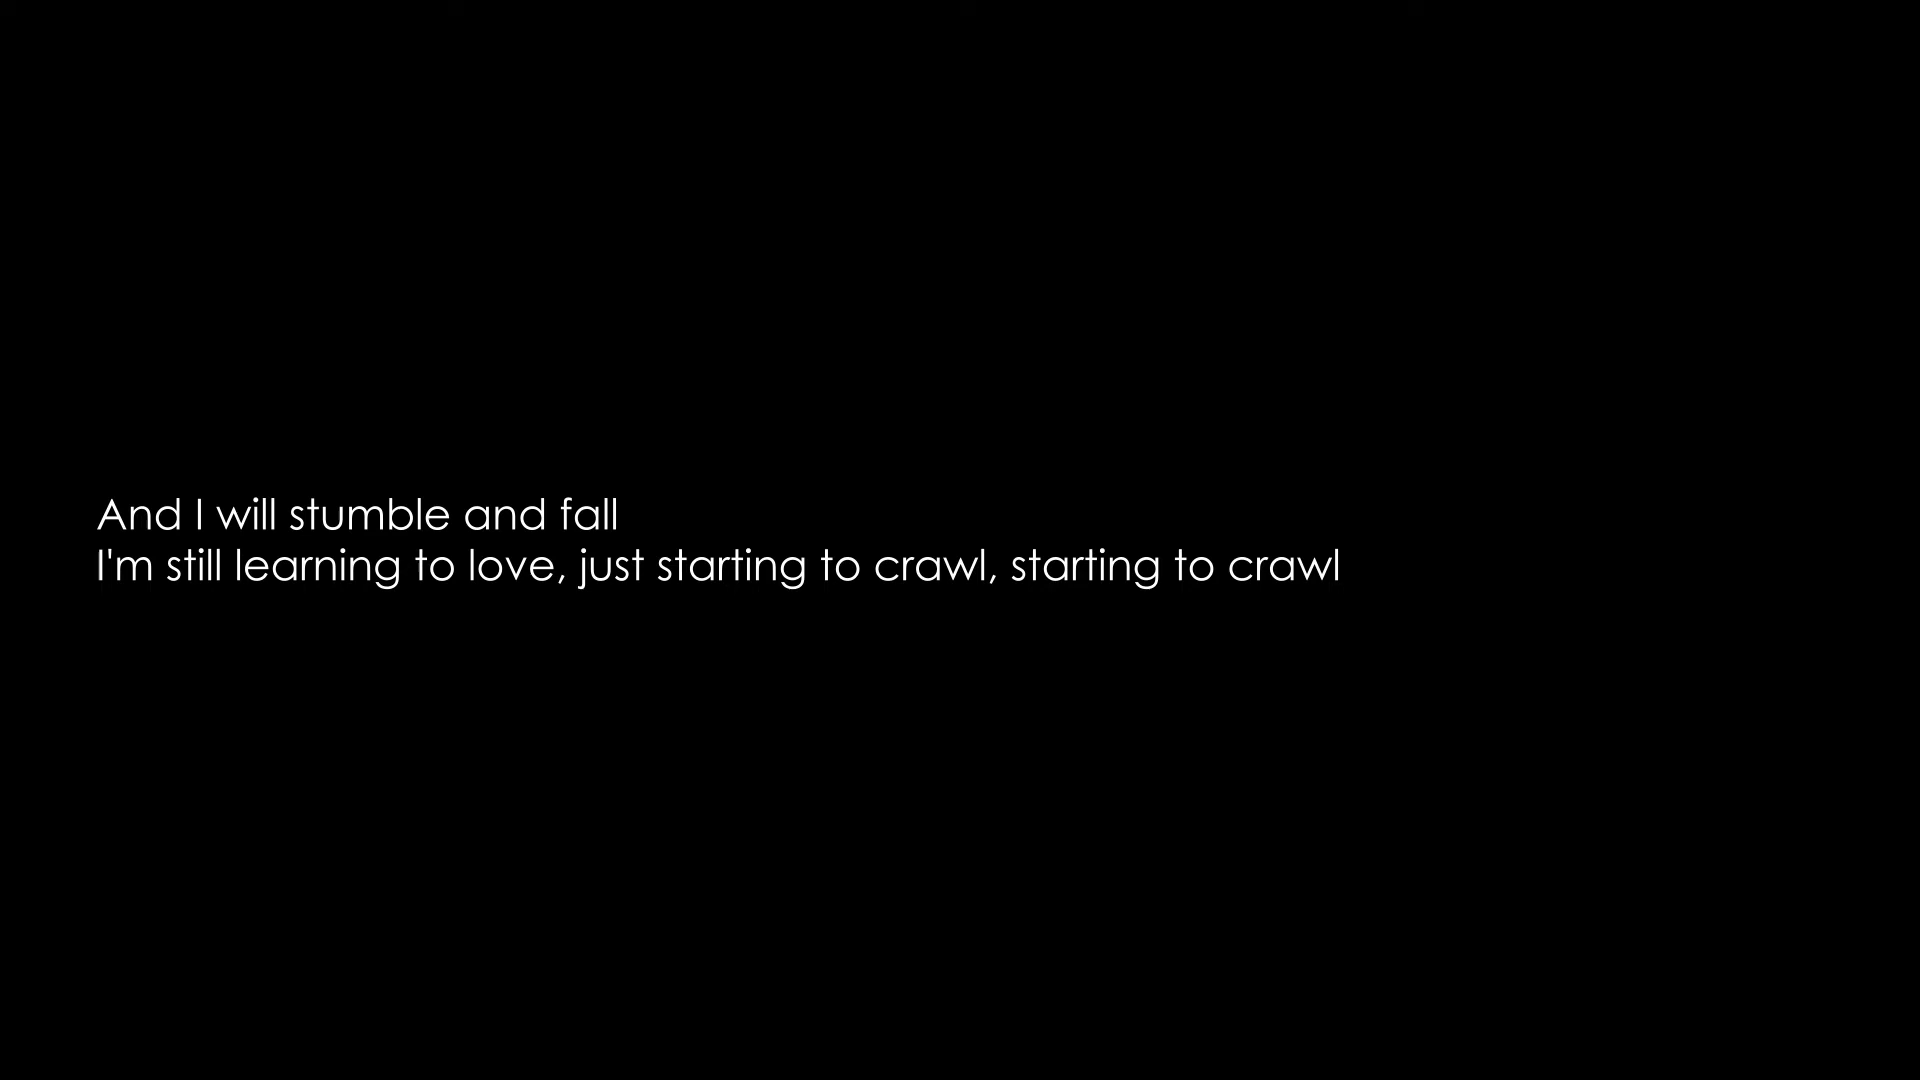 And I will stumble and fall
I'm still learning to love, just starting to crawl, starting to crawl